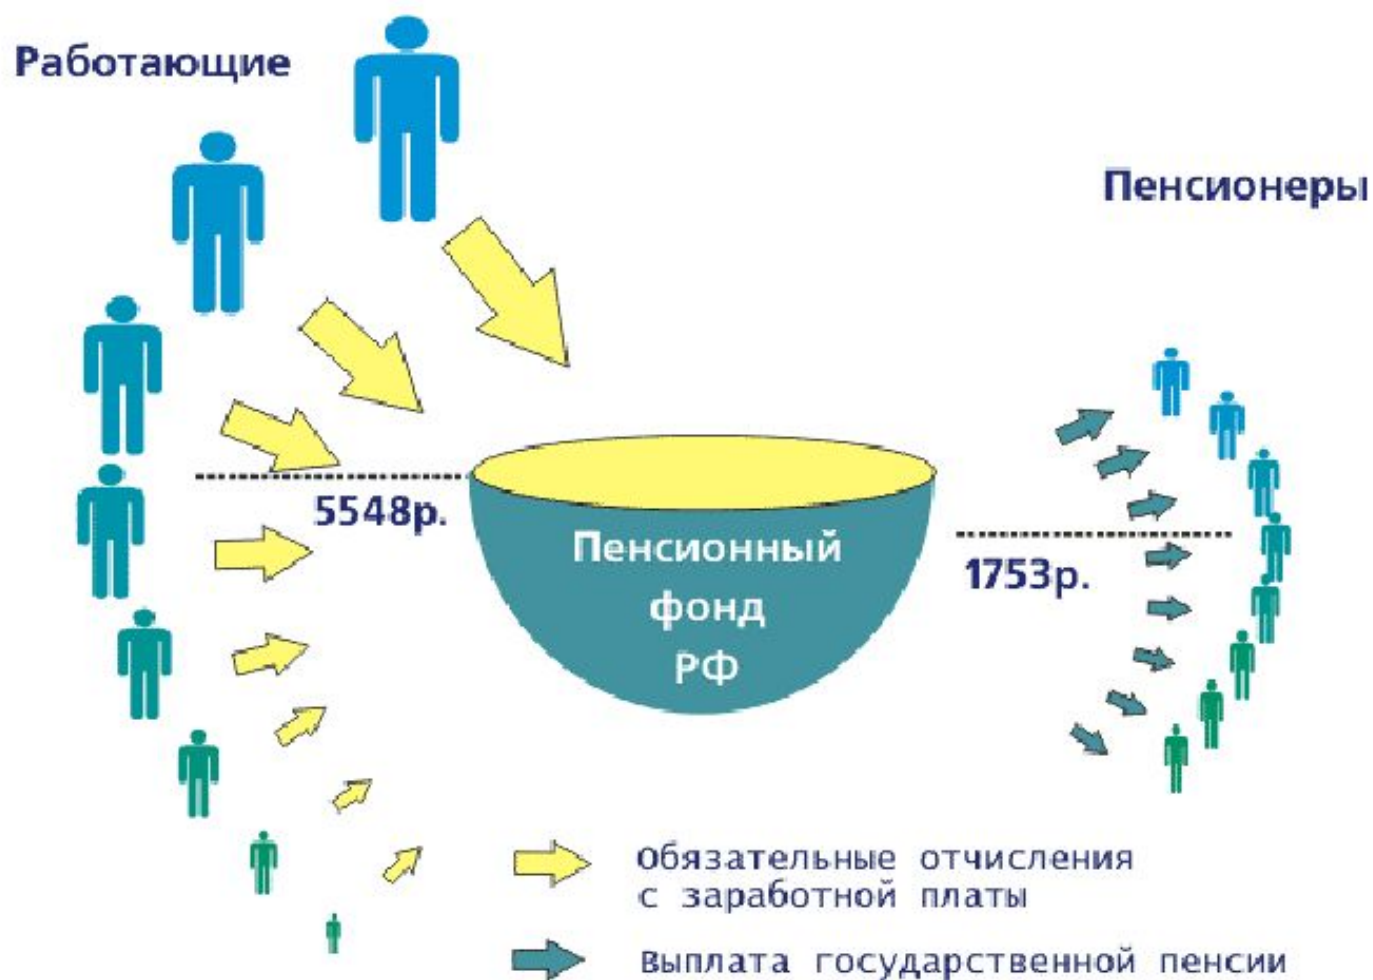 Работающие
Пенсионеры
5548р.
Пенсионный
фонд
РФ
1753р.
Обязательные отчисления
с заработной платы
Выплата государственной пенсии